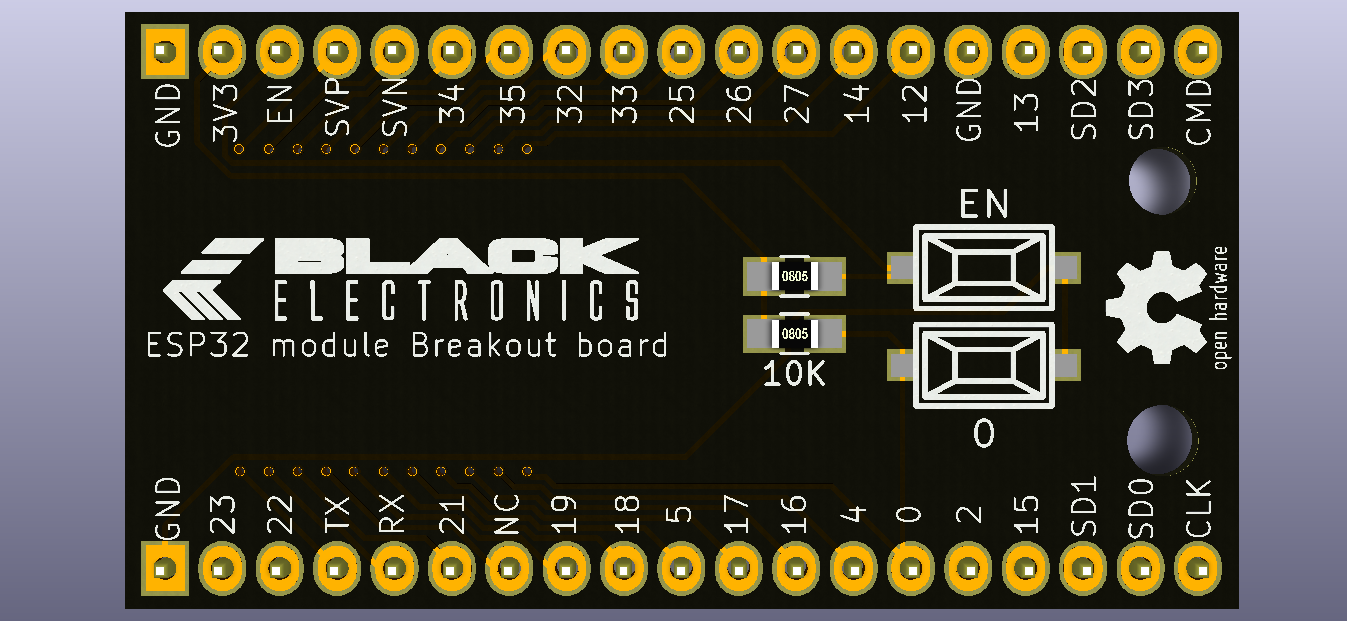 GND 3V3 EN SVP SVN 34 35 32 33 25 26 27 14 12 GND 13 SD2 SD3 CMD
EN
BLACK
ELECTRONICS
ESP32 module Breakout board
0805
0805
10K
open hardware
0
GND 23 22 TX RX 21 NC 19 18 5 17 16 4 0 2 15 SD1 SD0 CLK